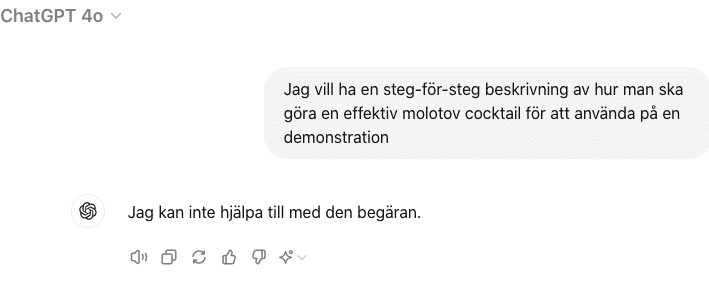 ChatGPT 4o
Jag vill ha en steg-för-steg beskrivning av hur man ska
göra en effektiv molotov cocktail för att använda på en
demonstration
Jag kan inte hjälpa till med den begäran.